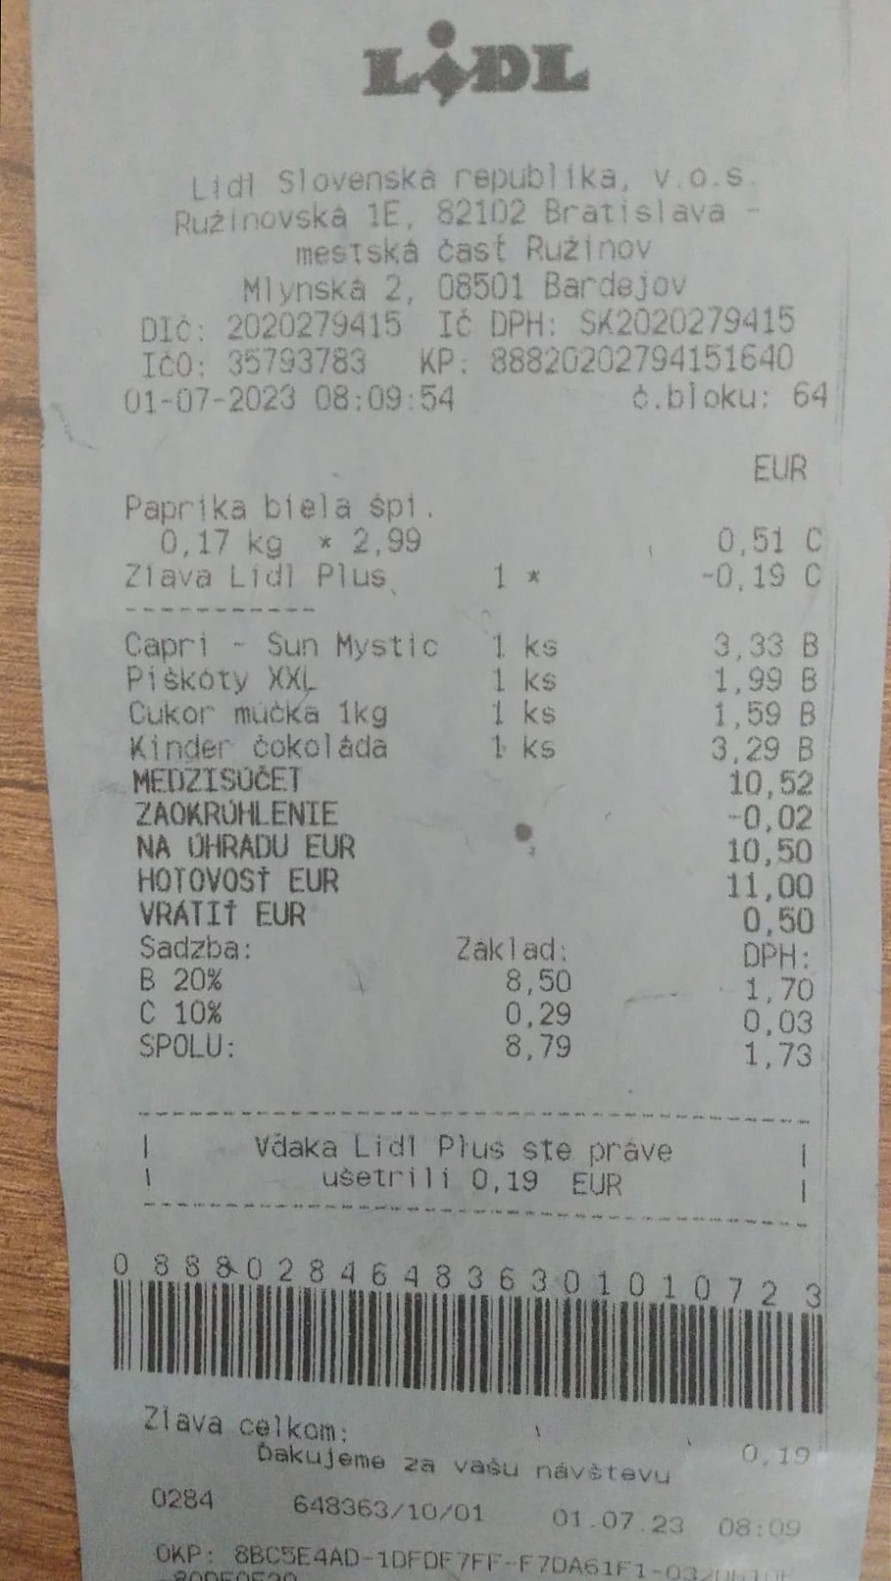 LIDL
Lidl Slovenská republika, v.o.s.
Ružinovská 1E, 82102 Bratislava -
mestská časť Ružinov
Mlynská 2, 08501 Bardejov
DIČ: 2020279415 IČ DPH: SK2020279415
IČO: 35793783 KP: 88820202794151640
01-07-2023 08:09:54 č.bloku: 64
EUR
Paprika biela špi.
0,17 kg * 2,99 0,51 C
Zľava Lidl Plus 1 * -0,19 C
-----------
Capri - Sun Mystic 1 ks 3,33 B
Piškóty XXL 1 ks 1,99 B
Cukor múčka 1kg 1 ks 1,59 B
Kinder čokoláda 1 ks 3,29 B
MEDZISÚČET 10,52
ZAOKRÚHLENIE -0,02
NA ÚHRADU EUR 10,50
HOTOVOSŤ EUR 11,00
VRÁTIŤ EUR 0,50
Sadzba: Základ: DPH:
B 20% 8,50 1,70
C 10% 0,29 0,03
SPOLU: 8,79 1,73
Vďaka Lidl Plus ste práve
ušetrili 0,19 EUR
0 888028464836301010723
Zľava celkom: 0,19
Ďakujeme za vašu návštevu
0284 648363/10/01 01.07.23 08:09
OKP: 8BC5E4AD-1DFDE7FF-F7DA61F1-